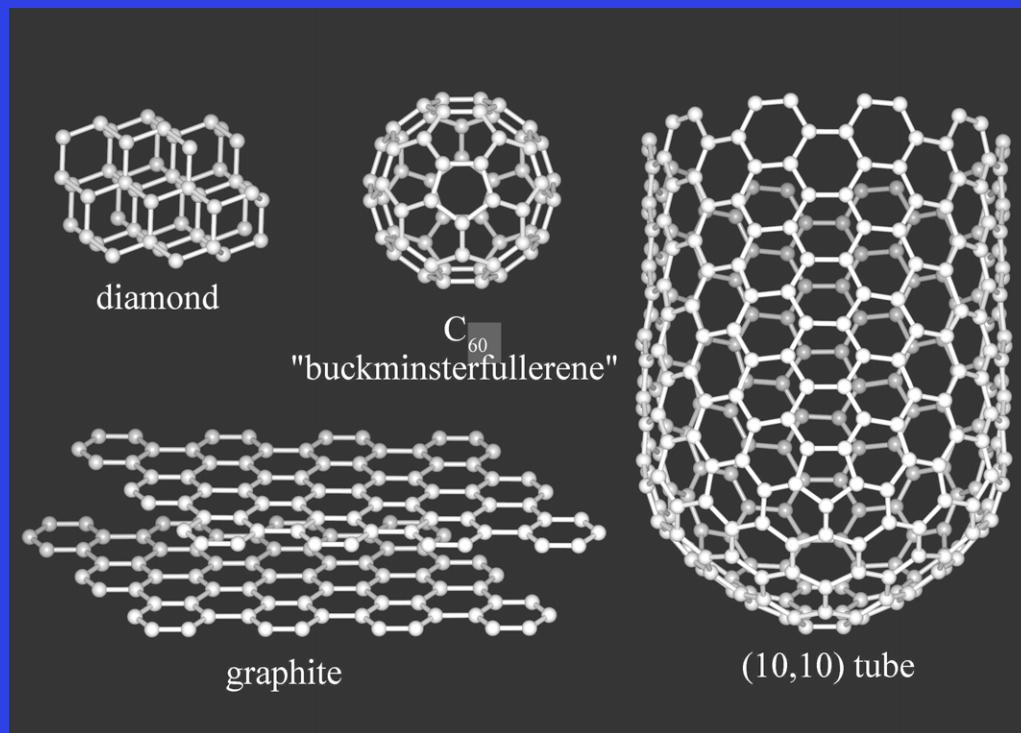 diamond
C₆₀
"buckminsterfullerene"
graphite
(10,10) tube